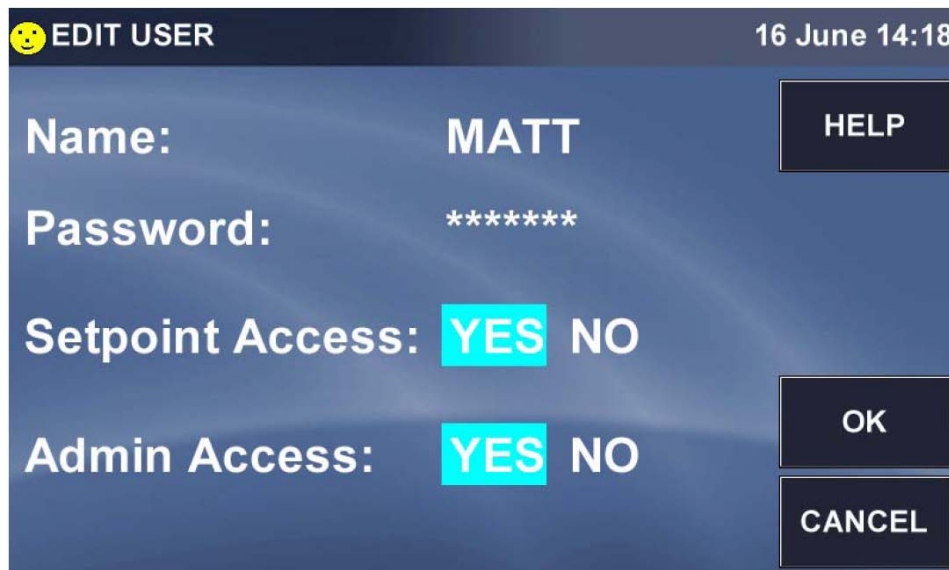 EDIT USER 16 June 14:18
Name: MATT
HELP
Password: *******
Setpoint Access: YES NO
OK
Admin Access: YES NO
CANCEL